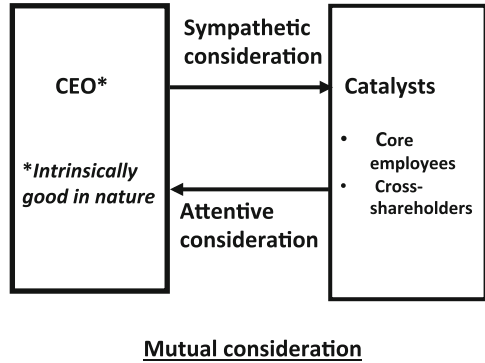 Sympathetic
consideration
CEO*
Catalysts
• Core
employees
• Cross-
shareholders
*Intrinsically
good in nature
Attentive
consideration
Mutual consideration